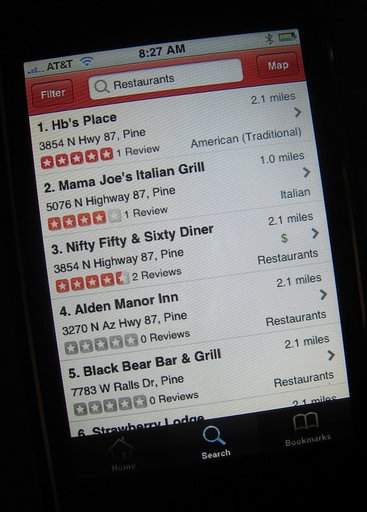 AT&T 8:27 AM
Filter Restaurants Map
1. Hb's Place 2.1 miles
3854 N Hwy 87, Pine
1 Review American (Traditional)
2. Mama Joe's Italian Grill 1.0 miles
5076 N Highway 87, Pine
1 Review Italian
3. Nifty Fifty & Sixty Diner 2.1 miles
3854 N Highway 87, Pine $
2 Reviews Restaurants
4. Alden Manor Inn 2.1 miles
3270 N Az Hwy 87, Pine
0 Reviews Restaurants
5. Black Bear Bar & Grill 2.1 miles
7783 W Ralls Dr, Pine
0 Reviews Restaurants
6. Strawberry Lodge 2.1 miles
Home Search Bookmarks